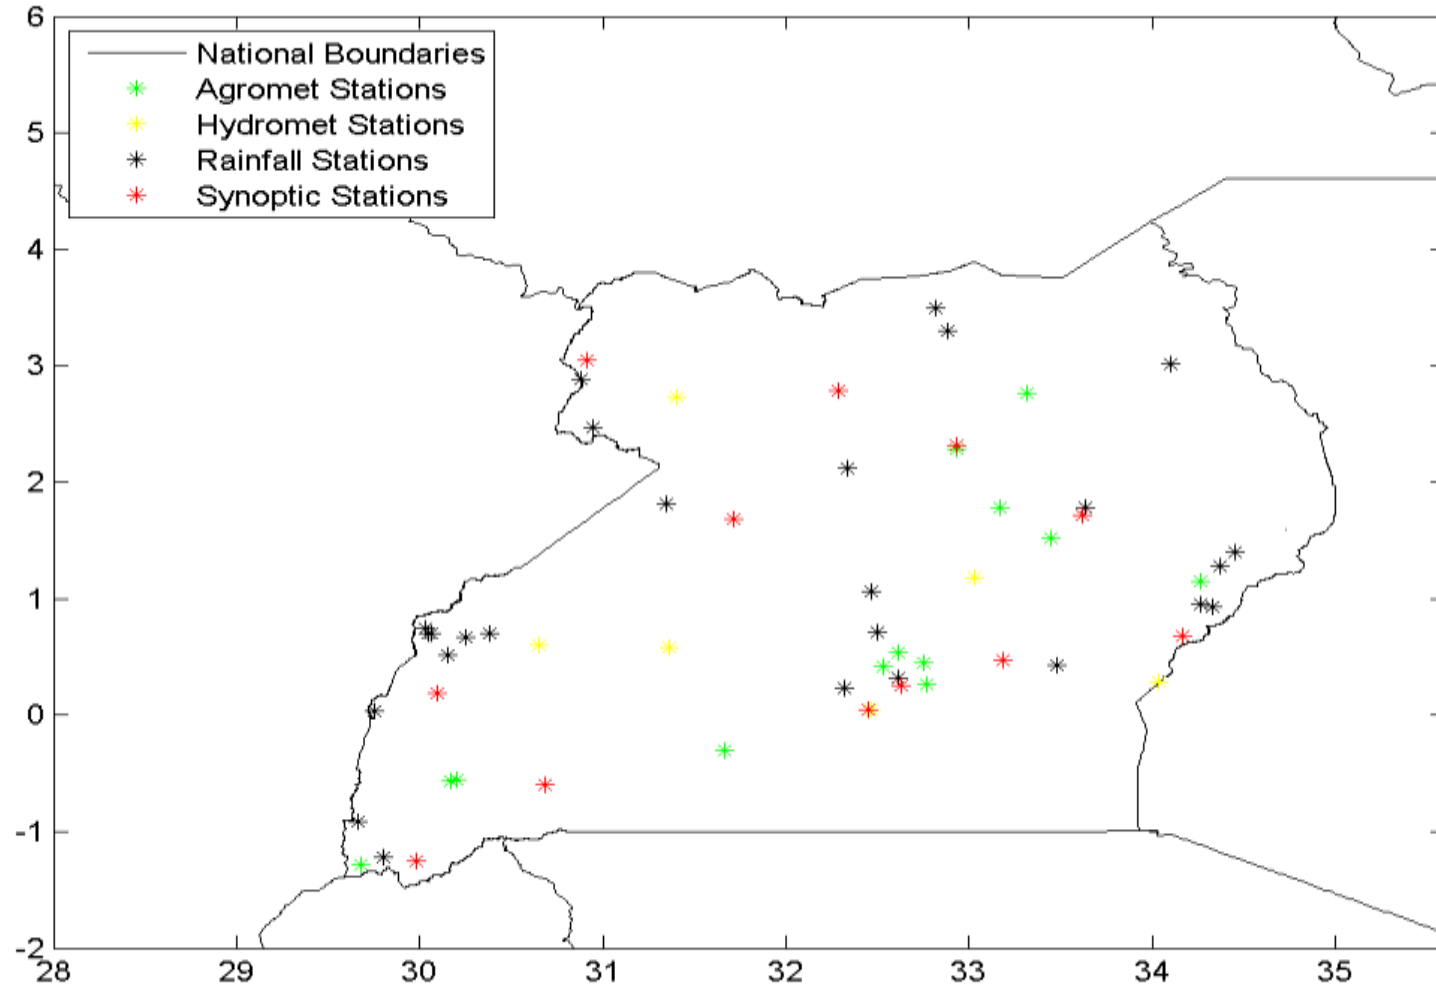 6
National Boundaries
Agromet Stations
5
Hydromet Stations
Rainfall Stations
Synoptic Stations
4
3
2
1
0
-1
-2
28 29 30 31 32 33 34 35